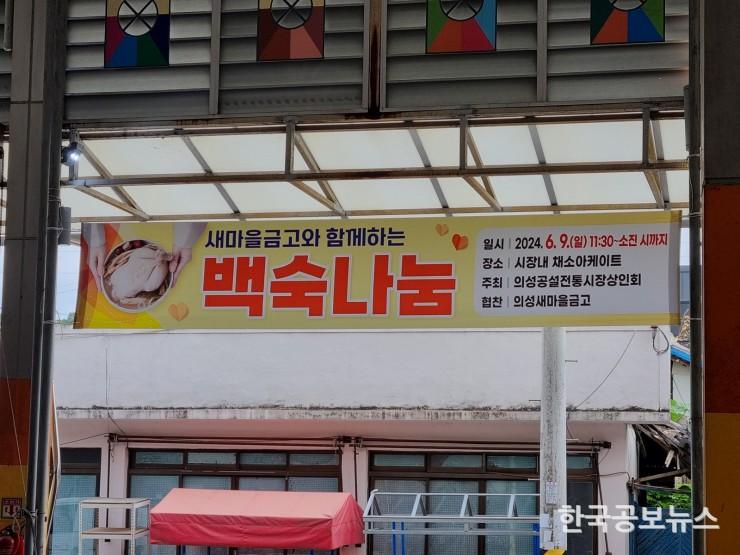 새마을금고와 함께하는
백숙나눔
일시 | 2024. 6. 9.(일) 11:30~소진 시까지
장소 | 시장내 채소아케이트
주최 | 의성공설전통시장상인회
협찬 | 의성새마을금고
한국공보뉴스